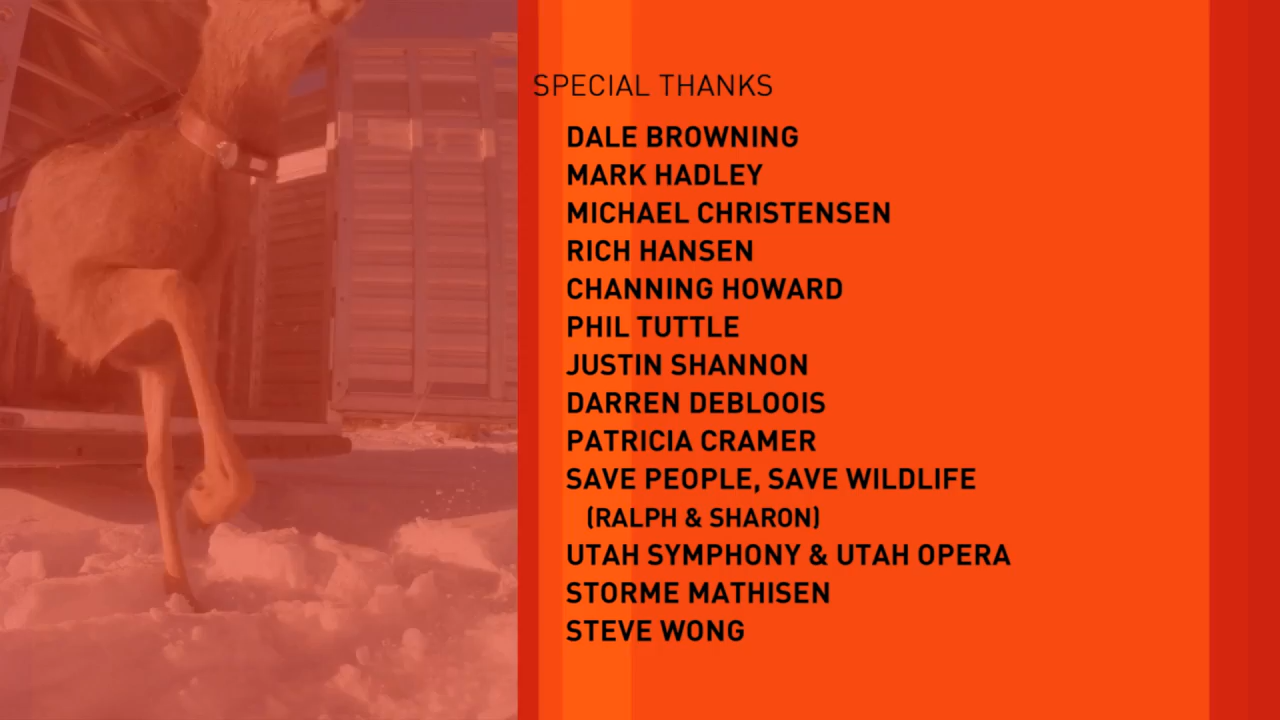 SPECIAL THANKS
DALE BROWNING
MARK HADLEY
MICHAEL CHRISTENSEN
RICH HANSEN
CHANNING HOWARD
PHIL TUTTLE
JUSTIN SHANNON
DARREN DEBLOOIS
PATRICIA CRAMER
SAVE PEOPLE, SAVE WILDLIFE
(RALPH & SHARON)
UTAH SYMPHONY & UTAH OPERA
STORME MATHISEN
STEVE WONG